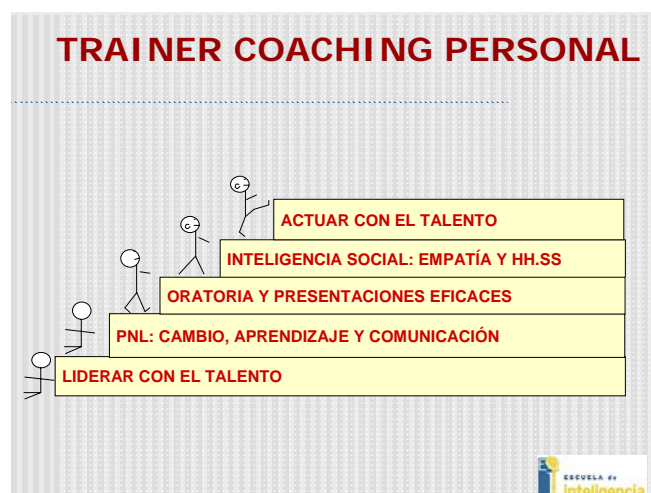 TRAINER COACHING PERSONAL
ACTUAR CON EL TALENTO
INTELIGENCIA SOCIAL: EMPATÍA Y HH.SS
ORATORIA Y PRESENTACIONES EFICACES
PNL: CAMBIO, APRENDIZAJE Y COMUNICACIÓN
LIDERAR CON EL TALENTO
ESCUELA de
inteligencia